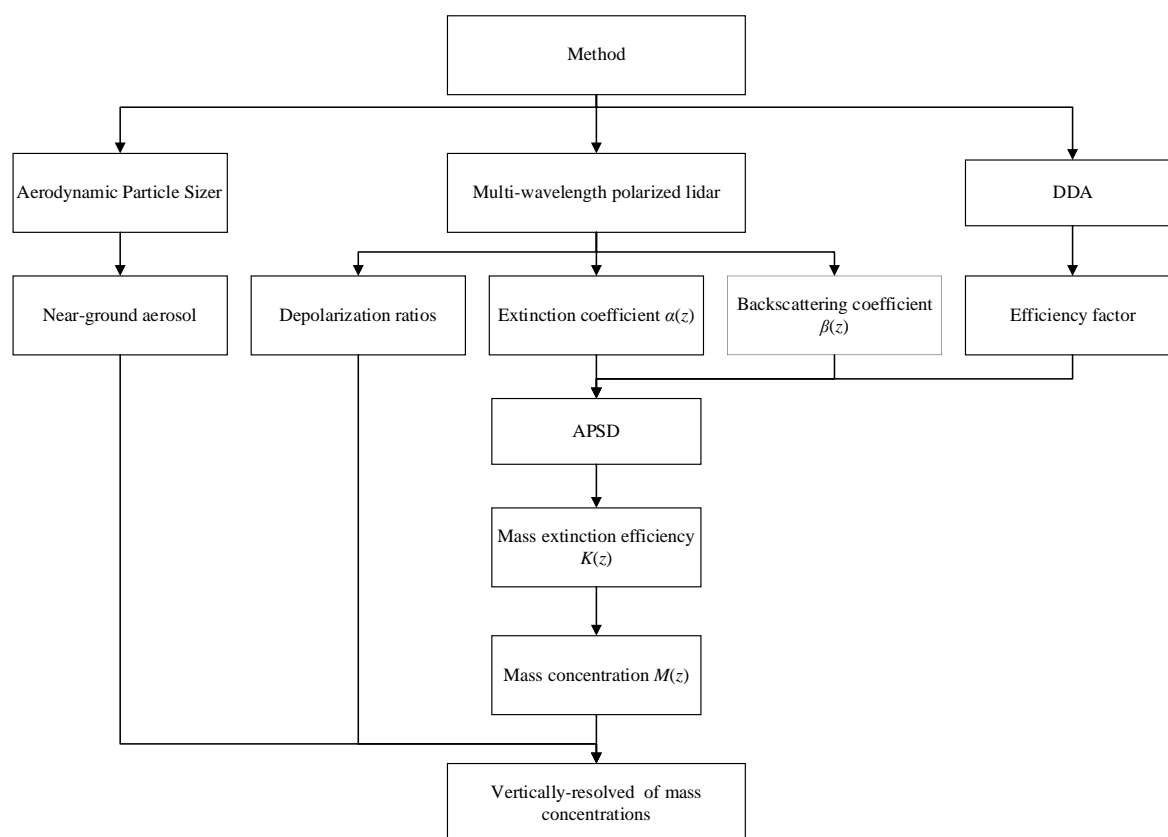 Method
Aerodynamic Particle Sizer
Multi-wavelength polarized lidar
DDA
Near-ground aerosol
Depolarization ratios
Extinction coefficient α(z)
Backscattering coefficient
β(z)
Efficiency factor
APSD
Mass extinction efficiency
K(z)
Mass concentration M(z)
Vertically-resolved of mass
concentrations